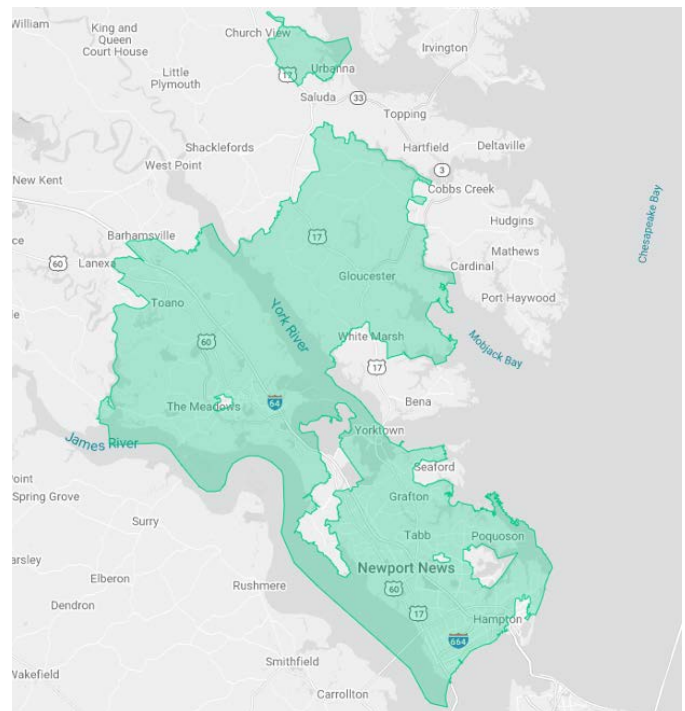 William
King and
Queen
Court House
Church View
Irvington
Little
Plymouth
17
Urbanna
Saluda
33
Topping
Shacklefords
Hartfield
Deltaville
West Point
3
New Kent
Cobbs Creek
Chesapeake Bay
Barhamsville
17
Hudgins
ce
60
Lanexa
Mathews
Gloucester
Cardinal
Toano
Port Haywood
York River
60
White Marsh
Mobjack Bay
17
The Meadows
64
Bena
James River
Yorktown
Seaford
Point
Spring Grove
Grafton
Surry
Tabb
Poquoson
arsley
Newport News
Elberon
Rushmere
60
Dendron
17
Hampton
664
Smithfield
Wakefield
Carrollton